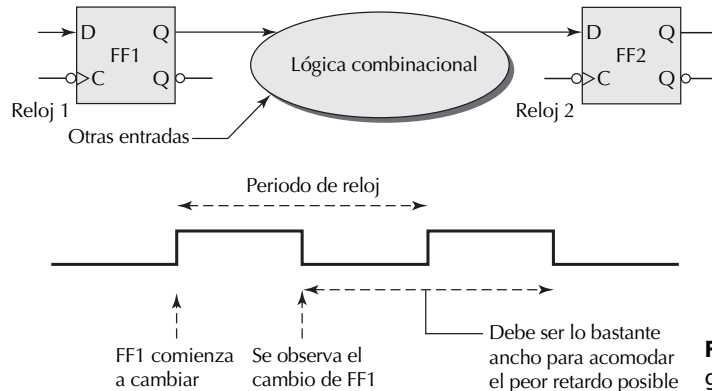 D Q D Q
FF1 FF2
Lógica combinacional
C Q C Q
Reloj 1 Reloj 2
Otras entradas
Periodo de reloj
FF1 comienza
a cambiar
Se observa el
cambio de FF1
Debe ser lo bastante
ancho para acomodar
el peor retardo posible